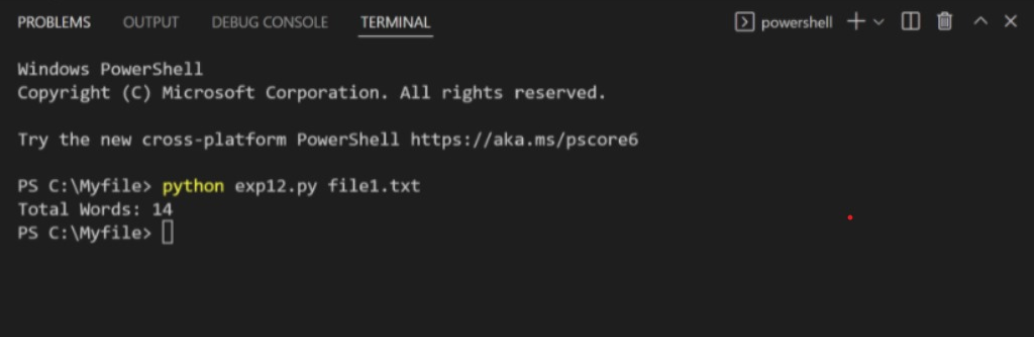 PROBLEMS OUTPUT DEBUG CONSOLE TERMINAL powershell
Windows PowerShell
Copyright (C) Microsoft Corporation. All rights reserved.
Try the new cross-platform PowerShell https://aka.ms/pscore6
PS C:\Myfile> python exp12.py file1.txt
Total Words: 14
PS C:\Myfile>